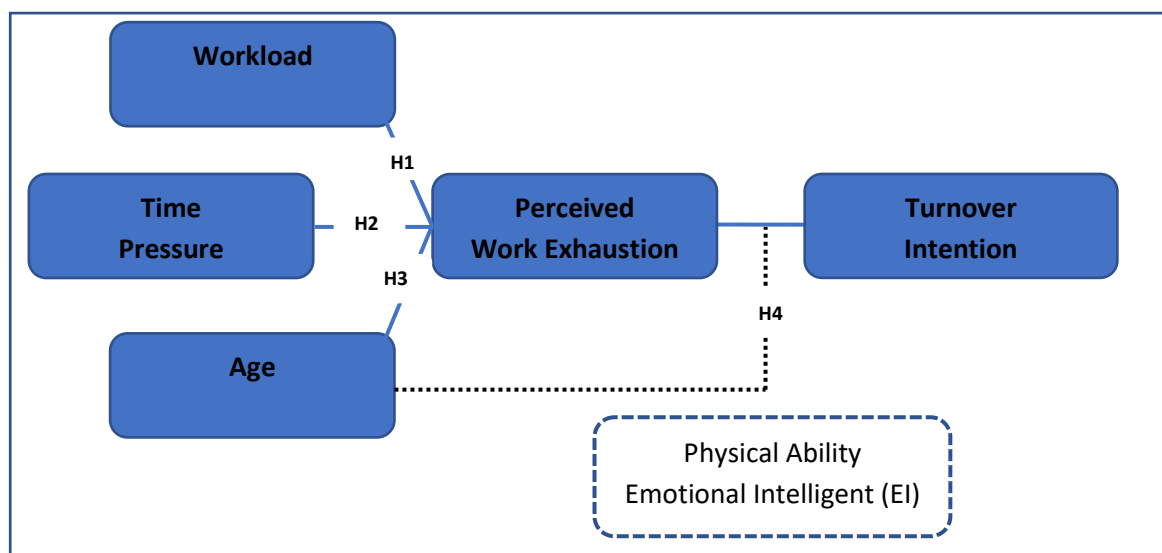 Workload
H1
Time
Pressure
H2
Perceived
Work Exhaustion
Turnover
Intention
H3
H4
Age
Physical Ability
Emotional Intelligent (EI)